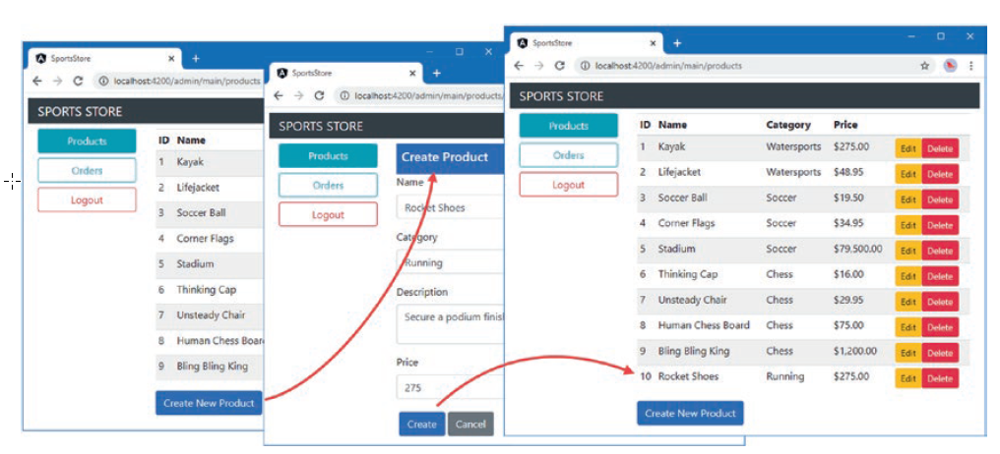 SportsStore
localhost:4200/admin/main/products
SPORTS STORE
Products
Orders
Logout
ID Name
1 Kayak
2 Lifejacket
3 Soccer Ball
4 Corner Flags
5 Stadium
6 Thinking Cap
7 Unsteady Chair
8 Human Chess Boar
9 Bling Bling King
Create New Product
SportsStore
localhost:4200/admin/main/products/
SPORTS STORE
Products
Orders
Logout
Create Product
Name
Rocket Shoes
Category
Running
Description
Secure a podium finis
Price
275
Create Cancel
SportsStore
localhost:4200/admin/main/products
SPORTS STORE
Products
Orders
Logout
ID Name Category Price
1 Kayak Watersports $275.00 Edit Delete
2 Lifejacket Watersports $48.95 Edit Delete
3 Soccer Ball Soccer $19.50 Edit Delete
4 Corner Flags Soccer $34.95 Edit Delete
5 Stadium Soccer $79,500.00 Edit Delete
6 Thinking Cap Chess $16.00 Edit Delete
7 Unsteady Chair Chess $29.95 Edit Delete
8 Human Chess Board Chess $75.00 Edit Delete
9 Bling Bling King Chess $1,200.00 Edit Delete
10 Rocket Shoes Running $275.00 Edit Delete
Create New Product